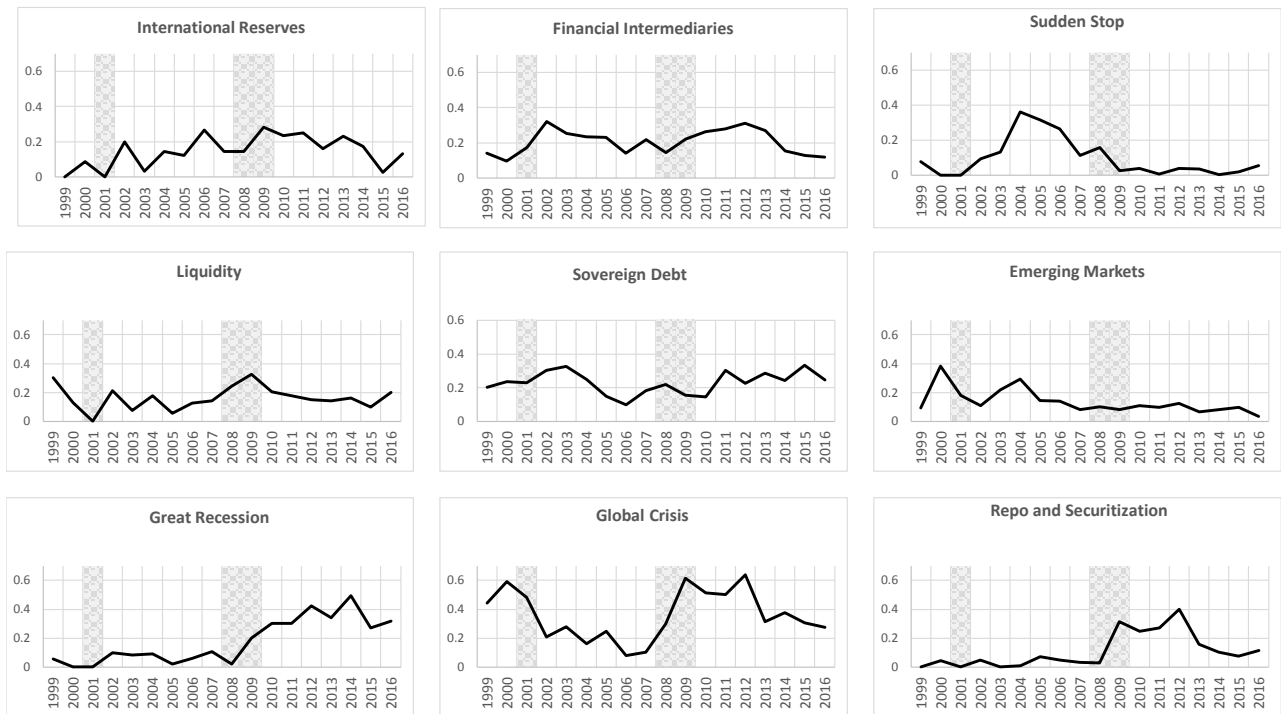 International Reserves
0.6
0.4
0.2
0
1999 2000 2001 2002 2003 2004 2005 2006 2007 2008 2009 2010 2011 2012 2013 2014 2015 2016
Financial Intermediaries
0.6
0.4
0.2
0
1999 2000 2001 2002 2003 2004 2005 2006 2007 2008 2009 2010 2011 2012 2013 2014 2015 2016
Sudden Stop
0.6
0.4
0.2
0
1999 2000 2001 2002 2003 2004 2005 2006 2007 2008 2009 2010 2011 2012 2013 2014 2015 2016
Liquidity
0.6
0.4
0.2
0
1999 2000 2001 2002 2003 2004 2005 2006 2007 2008 2009 2010 2011 2012 2013 2014 2015 2016
Sovereign Debt
0.6
0.4
0.2
0
1999 2000 2001 2002 2003 2004 2005 2006 2007 2008 2009 2010 2011 2012 2013 2014 2015 2016
Emerging Markets
0.6
0.4
0.2
0
1999 2000 2001 2002 2003 2004 2005 2006 2007 2008 2009 2010 2011 2012 2013 2014 2015 2016
Great Recession
0.6
0.4
0.2
0
1999 2000 2001 2002 2003 2004 2005 2006 2007 2008 2009 2010 2011 2012 2013 2014 2015 2016
Global Crisis
0.6
0.4
0.2
0
1999 2000 2001 2002 2003 2004 2005 2006 2007 2008 2009 2010 2011 2012 2013 2014 2015 2016
Repo and Securitization
0.6
0.4
0.2
0
1999 2000 2001 2002 2003 2004 2005 2006 2007 2008 2009 2010 2011 2012 2013 2014 2015 2016